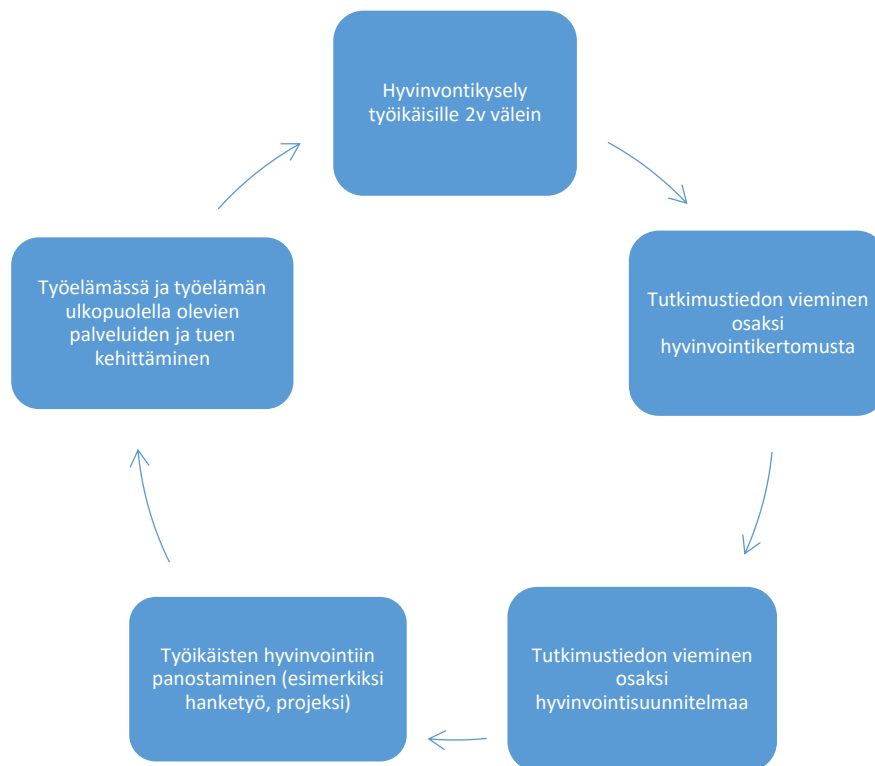 Hyvinvontikysely
työikäisille 2v välein
Tutkimustiedon vieminen
osaksi
hyvinvointikertomusta
Tutkimustiedon vieminen
osaksi
hyvinvointisuunnitelmaa
Työikäisten hyvinvointiin
panostaminen (esimerkiksi
hanketyö, projeksi)
Työelämässä ja työelämän
ulkopuolella olevien
palveluiden ja tuen
kehittäminen